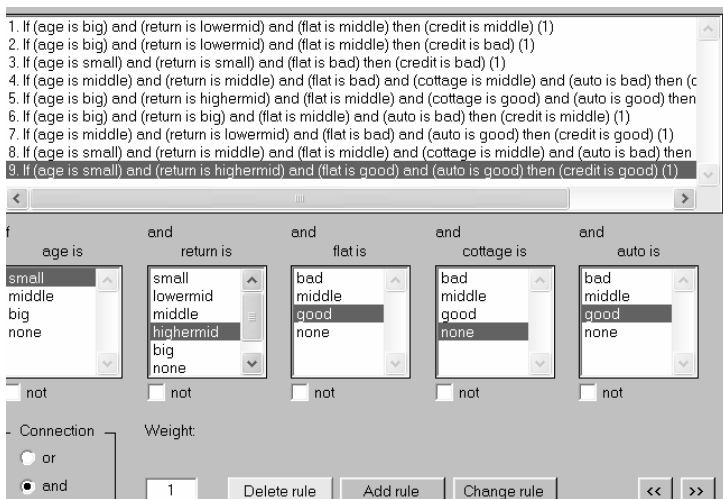 1. If (age is big) and (return is lowermid) and (flat is middle) then (credit is middle) (1)
2. If (age is big) and (return is lowermid) and (flat is middle) then (credit is bad) (1)
3. If (age is small) and (return is small) and (flat is bad) then (credit is bad) (1)
4. If (age is middle) and (return is middle) and (flat is bad) and (cottage is middle) and (auto is bad) then (c
5. If (age is big) and (return is highermid) and (flat is middle) and (cottage is good) and (auto is good) then
6. If (age is big) and (return is big) and (flat is middle) and (auto is bad) then (credit is middle) (1)
7. If (age is middle) and (return is lowermid) and (flat is bad) and (auto is good) then (credit is good) (1)
8. If (age is small) and (return is middle) and (flat is middle) and (cottage is middle) and (auto is bad) then
9. If (age is small) and (return is highermid) and (flat is good) and (auto is good) then (credit is good) (1)
f and and and and
age is return is flat is cottage is auto is
small small bad bad bad
middle lowermid middle middle middle
big middle good good good
none highermid none none none
big
none
not not not not not
Connection Weight:
or
and 1 Delete rule Add rule Change rule << >>